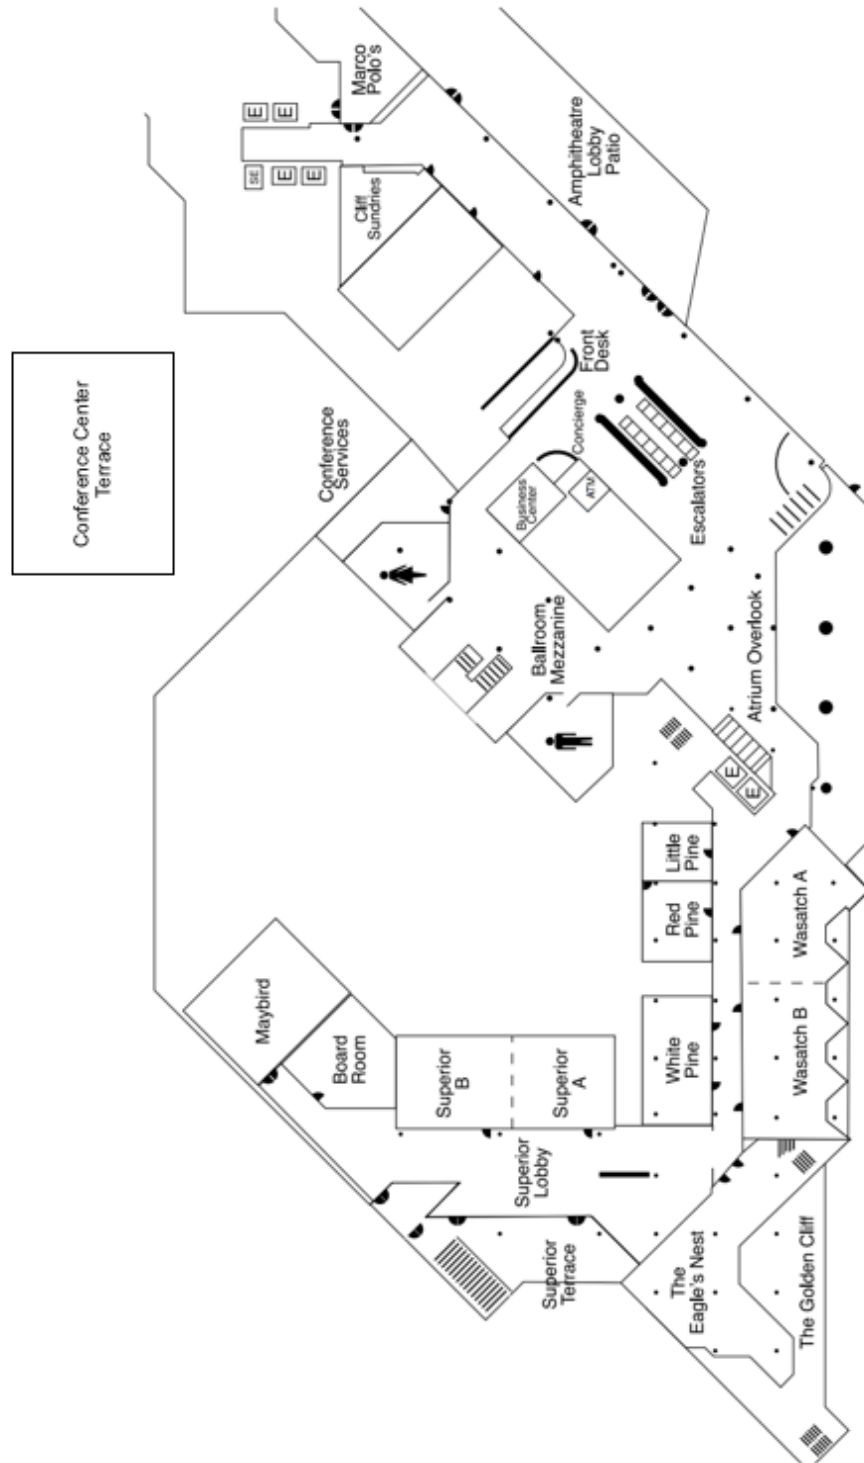 Conference Center
Terrace
Marco
Polo's
E
E
SE
E
E
Cliff
Sundries
Amphitheatre
Lobby
Patio
Conference
Services
Front
Desk
Concierge
Business
Center
ATM
Escalators
Ballroom
Mezzanine
Atrium Overlook
E
E
Little
Pine
Red
Pine
White
Pine
Wasatch A
Wasatch B
Maybird
Board
Room
Superior
B
Superior
A
Superior
Lobby
Superior
Terrace
The
Eagle's Nest
The Golden Cliff